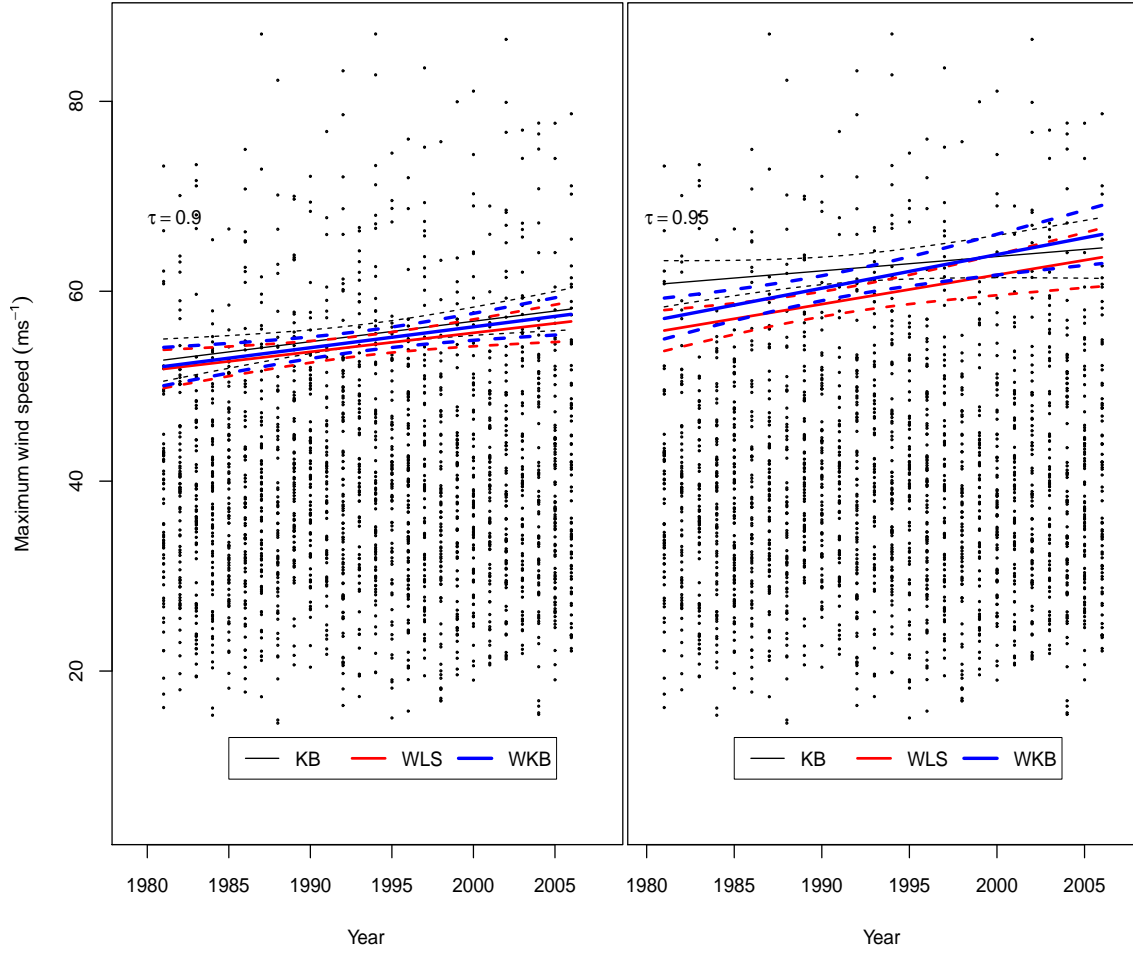 Maximum wind speed (ms⁻¹)
80
60
40
20
τ = 0.9
KB WLS WKB
1980 1985 1990 1995 2000 2005
Year
τ = 0.95
KB WLS WKB
1980 1985 1990 1995 2000 2005
Year